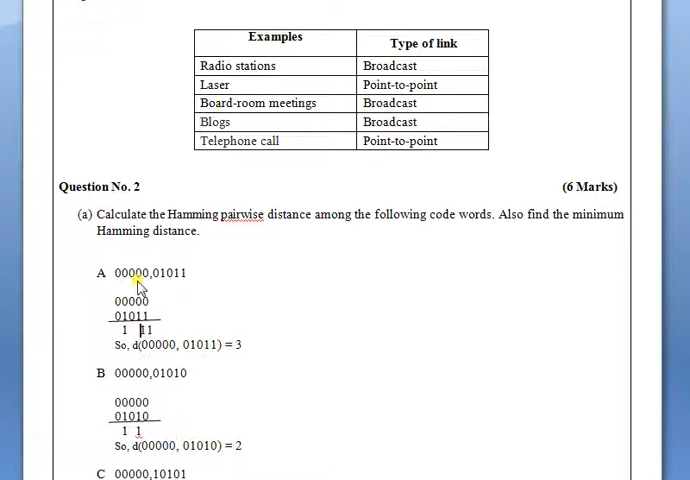 Examples Type of link
Radio stations Broadcast
Laser Point-to-point
Board-room meetings Broadcast
Blogs Broadcast
Telephone call Point-to-point
Question No. 2 (6 Marks)
(a) Calculate the Hamming pairwise distance among the following code words. Also find the minimum
Hamming distance.
A 00000,01011
00000
01011
1 11
So, d(00000, 01011) = 3
B 00000,01010
00000
01010
1 1
So, d(00000, 01010) = 2
C 00000,10101